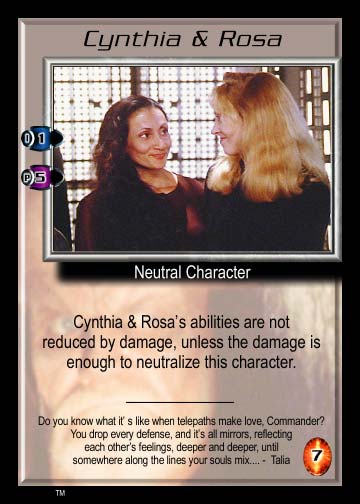 Cynthia & Rosa
D 1
P 5
Neutral Character
Cynthia & Rosa's abilities are not
reduced by damage, unless the damage is
enough to neutralize this character.
Do you know what it' s like when telepaths make love, Commander?
You drop every defense, and it's all mirrors, reflecting
each other's feelings, deeper and deeper, until
somewhere along the lines your souls mix.... - Talia
7
TM